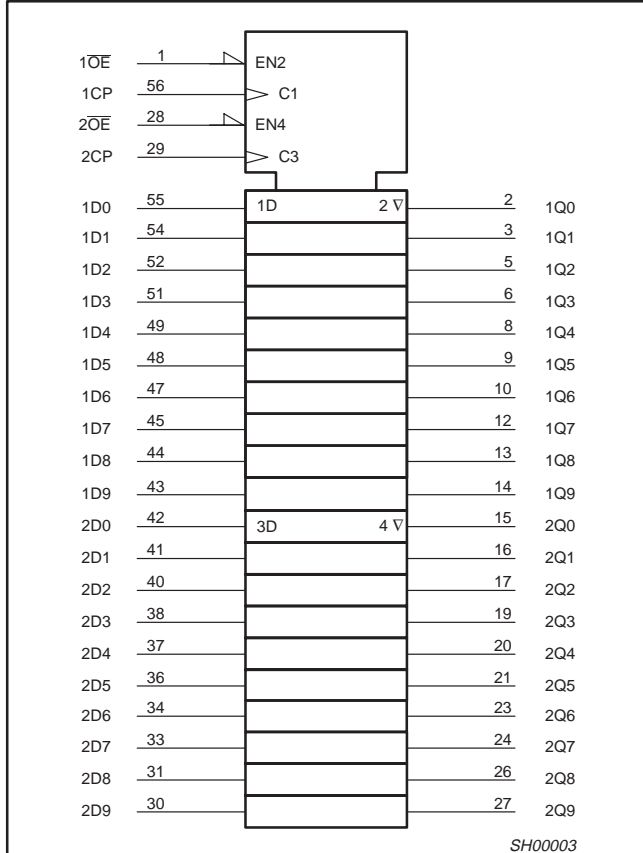 1O̅E̅ 1 EN2
1CP 56 C1
2O̅E̅ 28 EN4
2CP 29 C3
1D0 55 1D 2 ∇ 2 1Q0
1D1 54 3 1Q1
1D2 52 5 1Q2
1D3 51 6 1Q3
1D4 49 8 1Q4
1D5 48 9 1Q5
1D6 47 10 1Q6
1D7 45 12 1Q7
1D8 44 13 1Q8
1D9 43 14 1Q9
2D0 42 3D 4 ∇ 15 2Q0
2D1 41 16 2Q1
2D2 40 17 2Q2
2D3 38 19 2Q3
2D4 37 20 2Q4
2D5 36 21 2Q5
2D6 34 23 2Q6
2D7 33 24 2Q7
2D8 31 26 2Q8
2D9 30 27 2Q9
SH00003